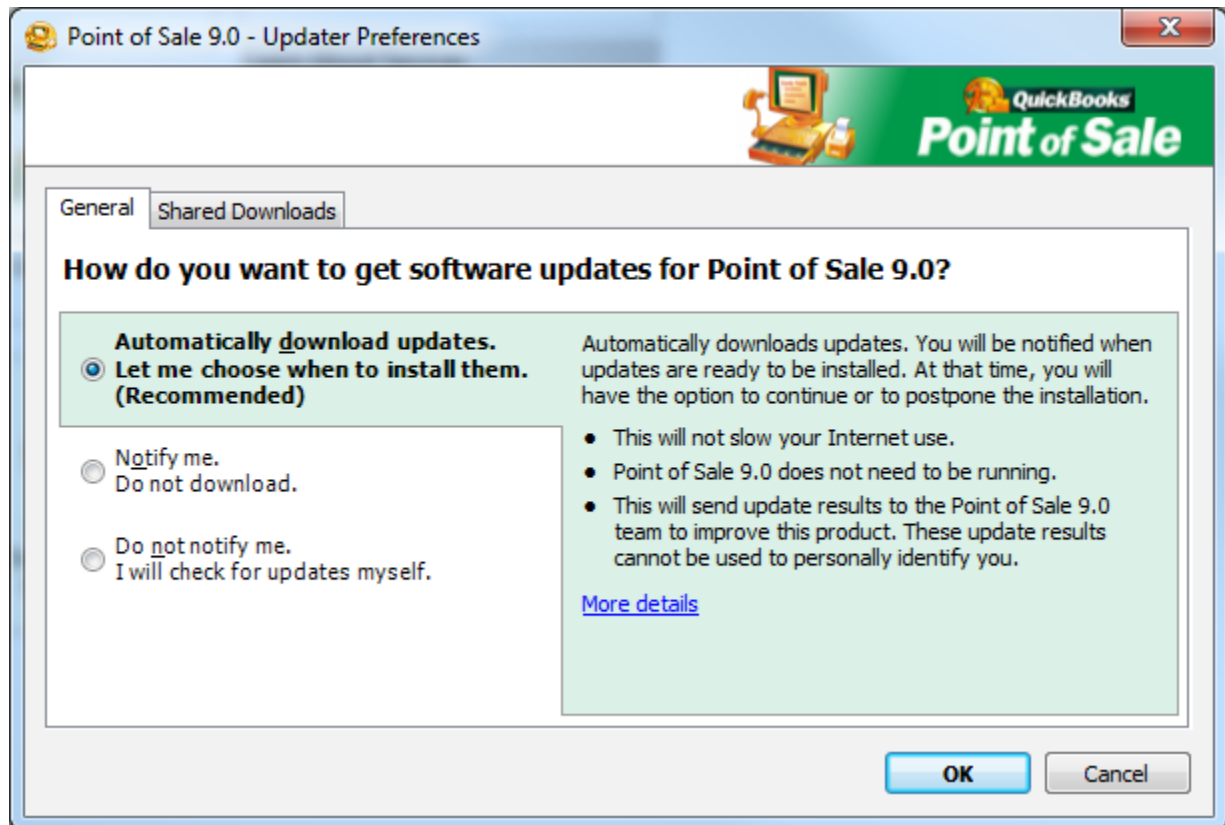 Point of Sale 9.0 - Updater Preferences
QuickBooks
Point of Sale
General
Shared Downloads
How do you want to get software updates for Point of Sale 9.0?
Automatically download updates.
Let me choose when to install them.
(Recommended)
Notify me.
Do not download.
Do not notify me.
I will check for updates myself.
Automatically downloads updates. You will be notified when
updates are ready to be installed. At that time, you will
have the option to continue or to postpone the installation.
• This will not slow your Internet use.
• Point of Sale 9.0 does not need to be running.
• This will send update results to the Point of Sale 9.0
team to improve this product. These update results
cannot be used to personally identify you.
More details
OK
Cancel